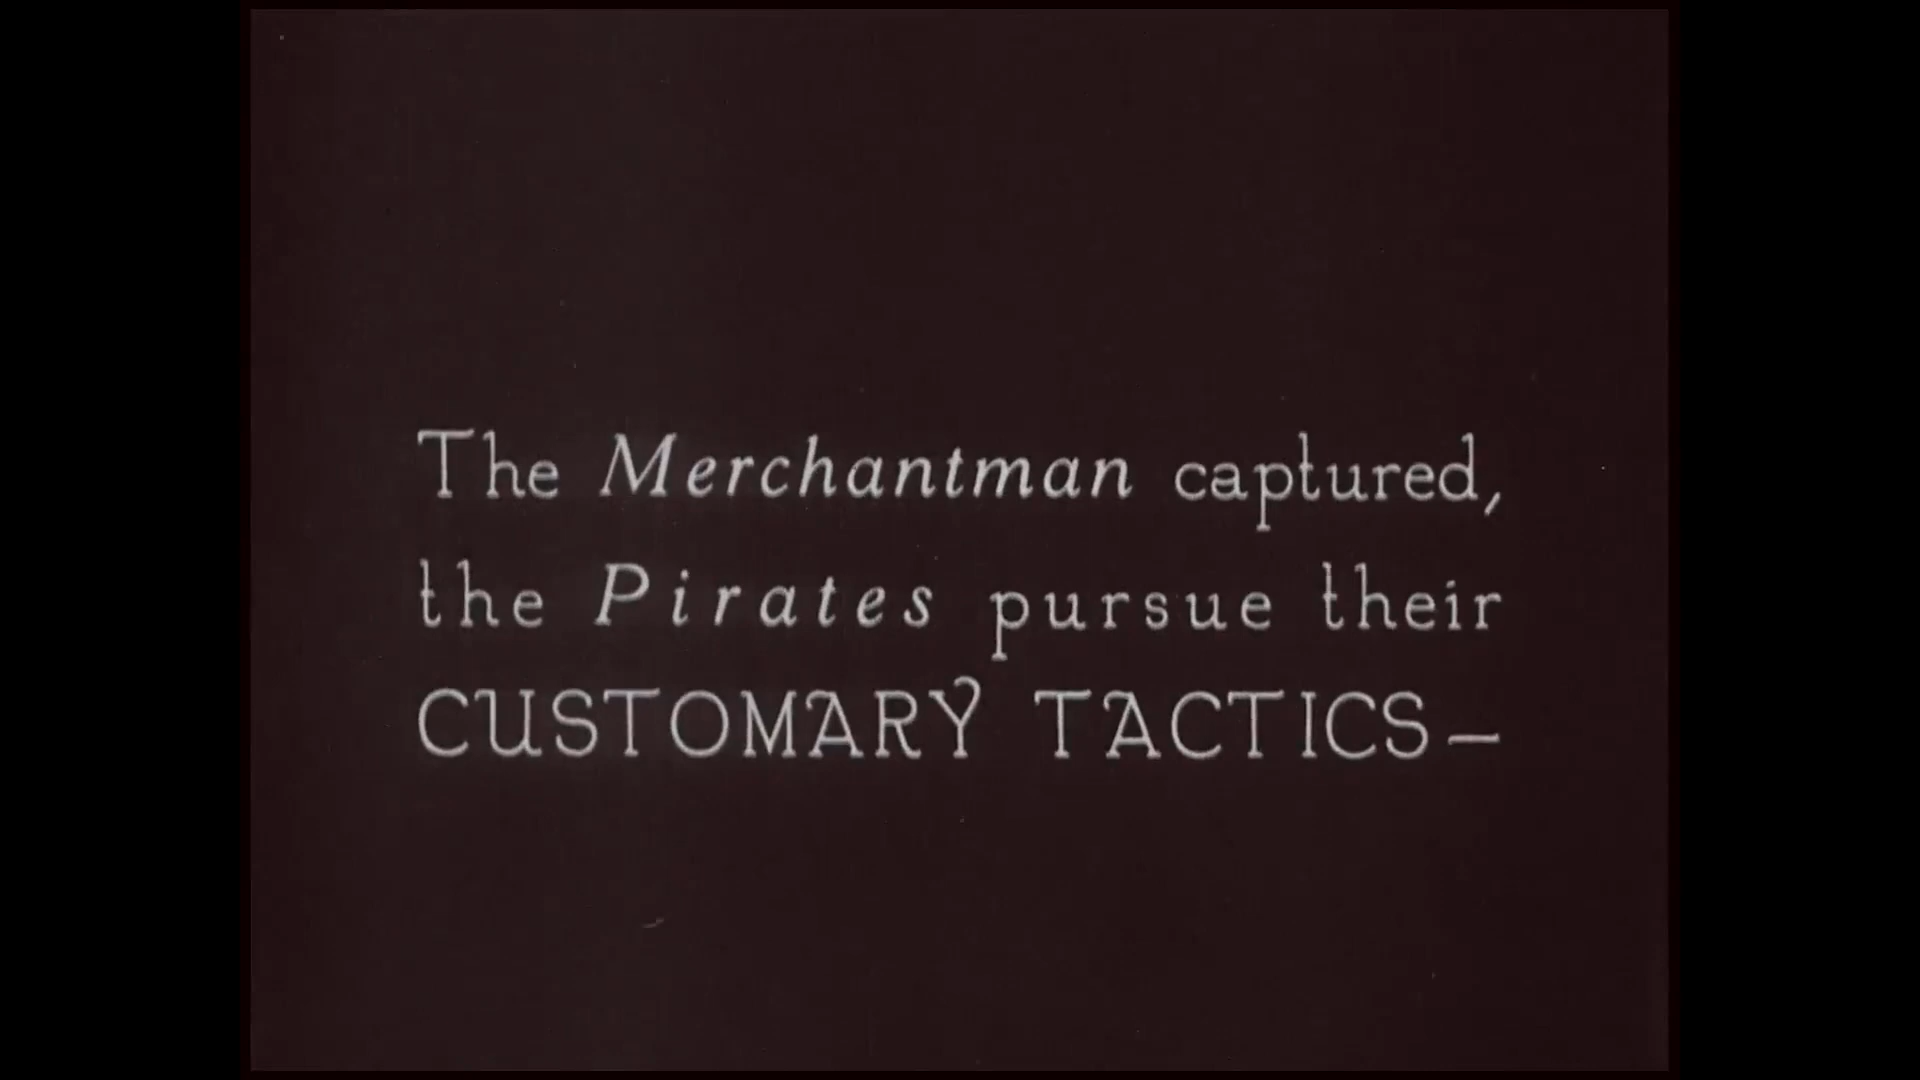 The Merchantman captured,
the Pirates pursue their
CUSTOMARY TACTICS—